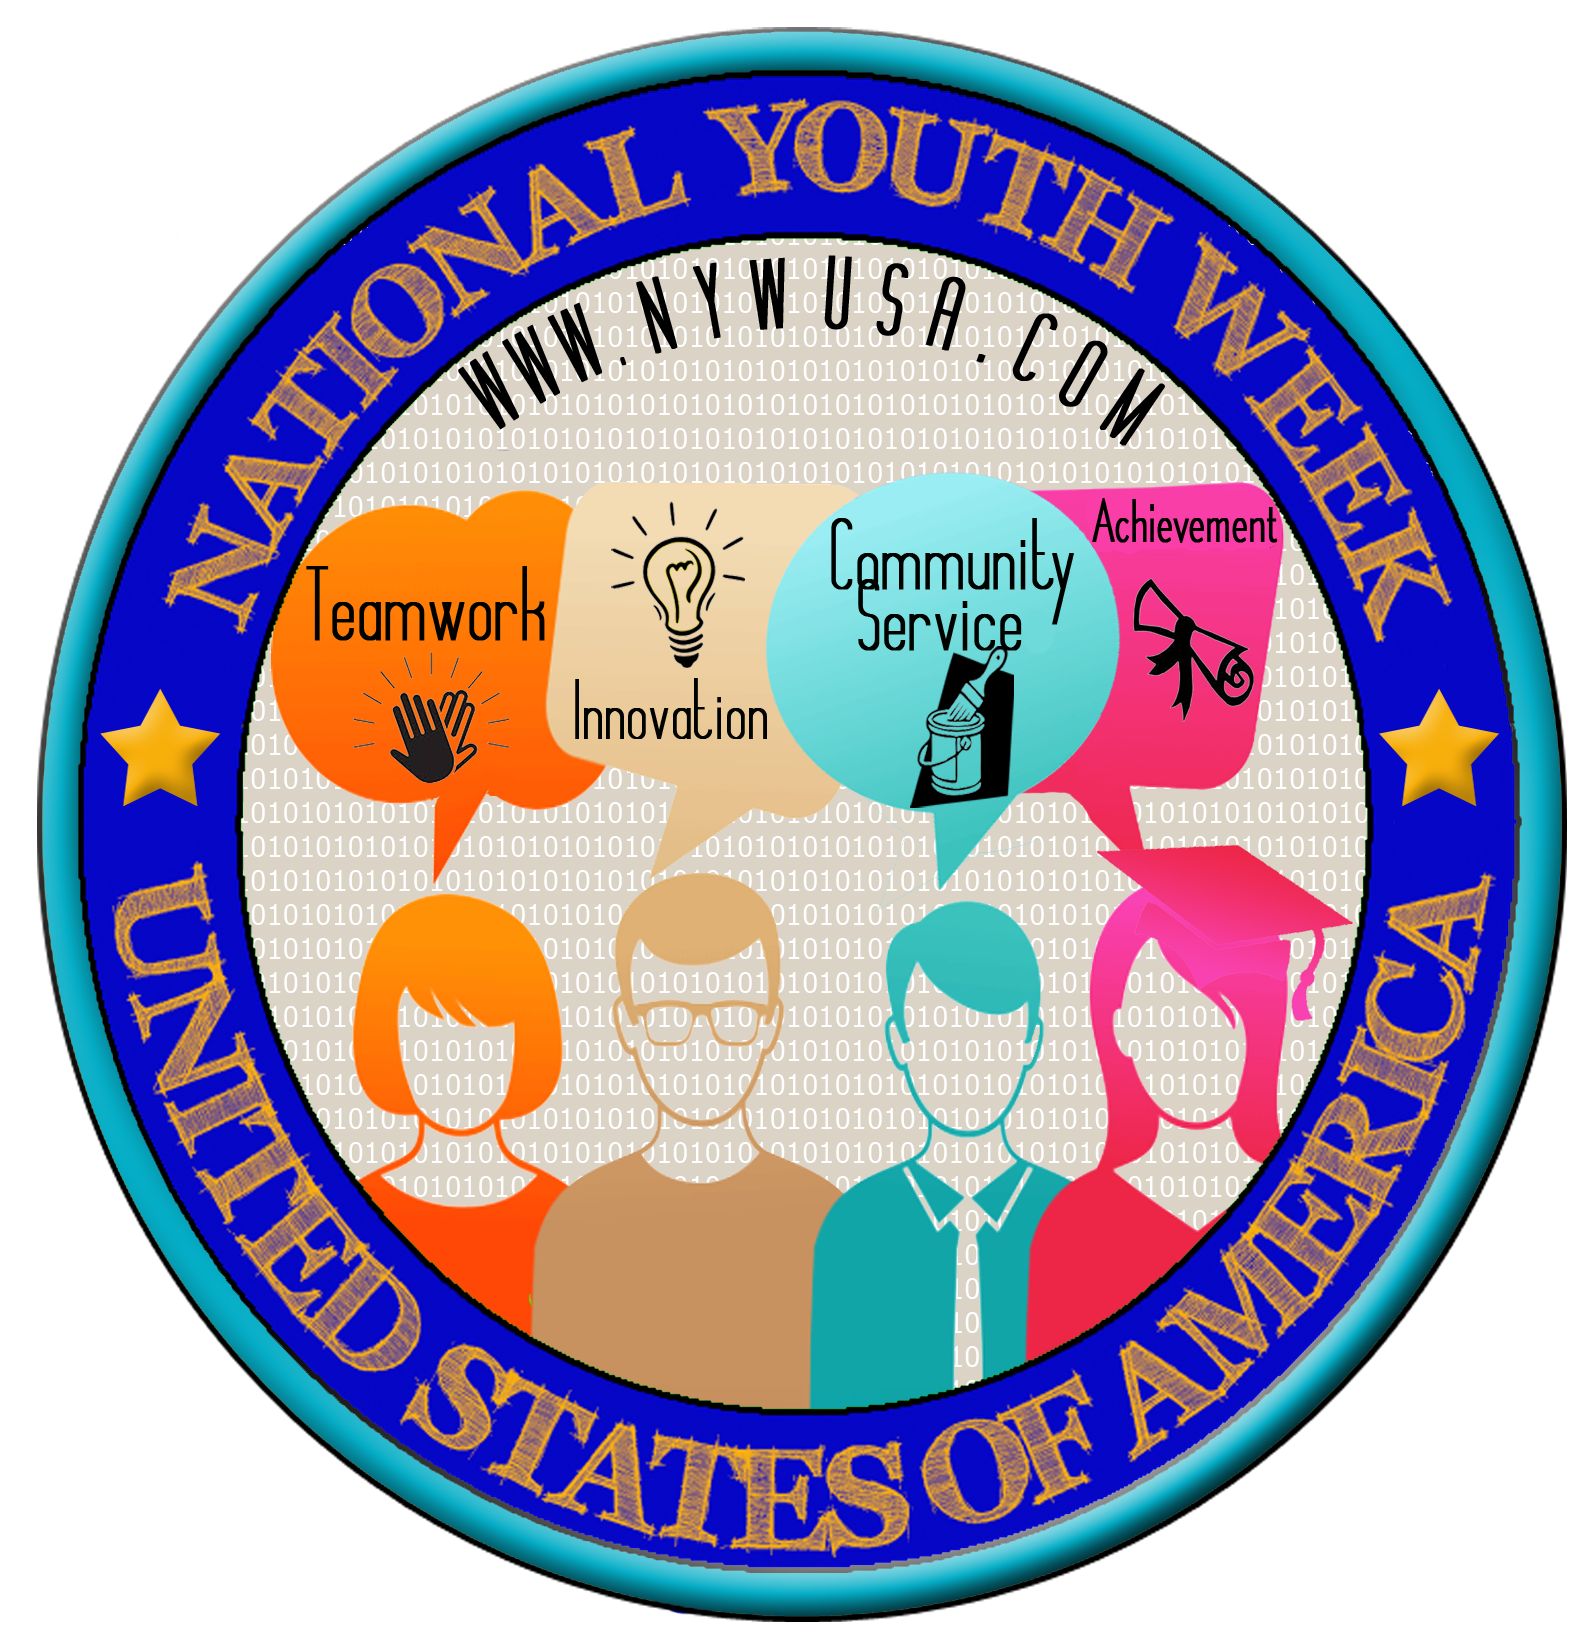 NATIONAL YOUTH WEEK
WWW.NYWUSA.COM
Teamwork
Innovation
Community
Service
Achievement
UNITED STATES OF AMERICA